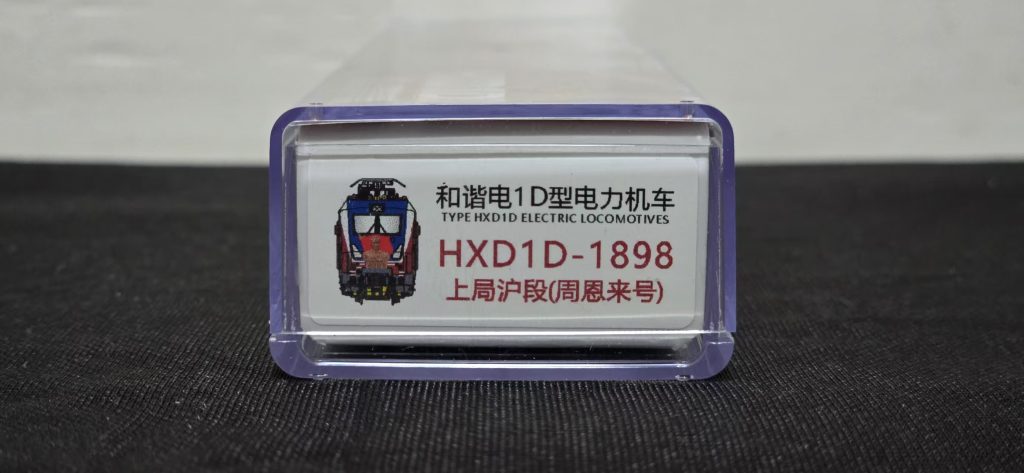 和谐电1D型电力机车
TYPE HXD1D ELECTRIC LOCOMOTIVES
HXD1D-1898
上局沪段(周恩来号)